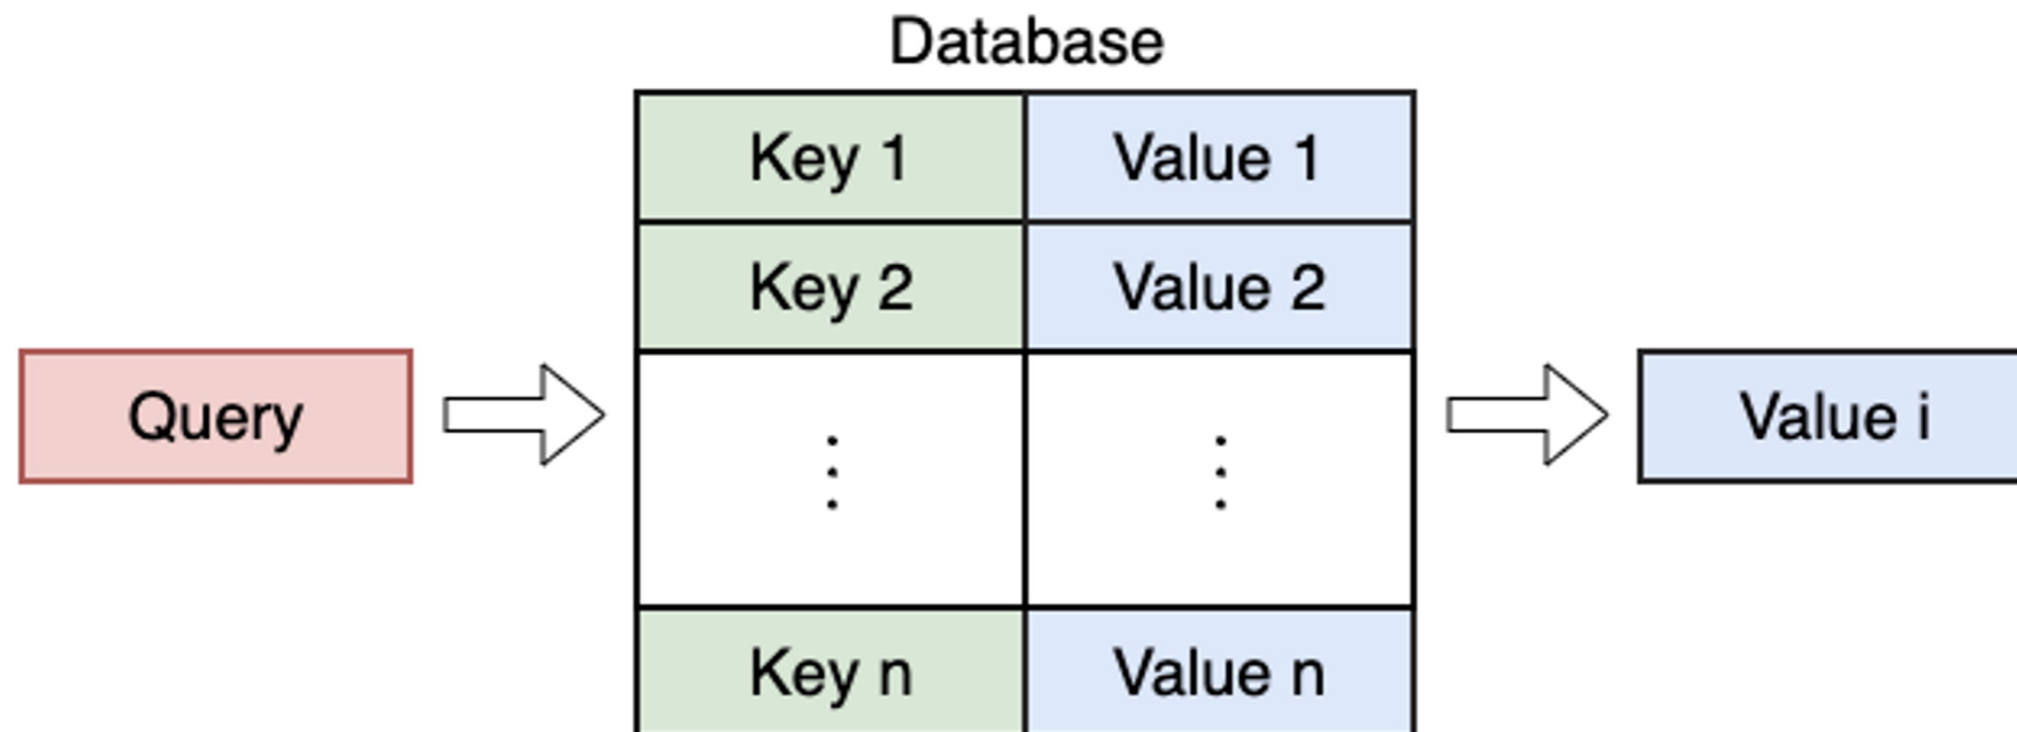 Database
Key 1 Value 1
Key 2 Value 2
Query
Value i
Key n Value n